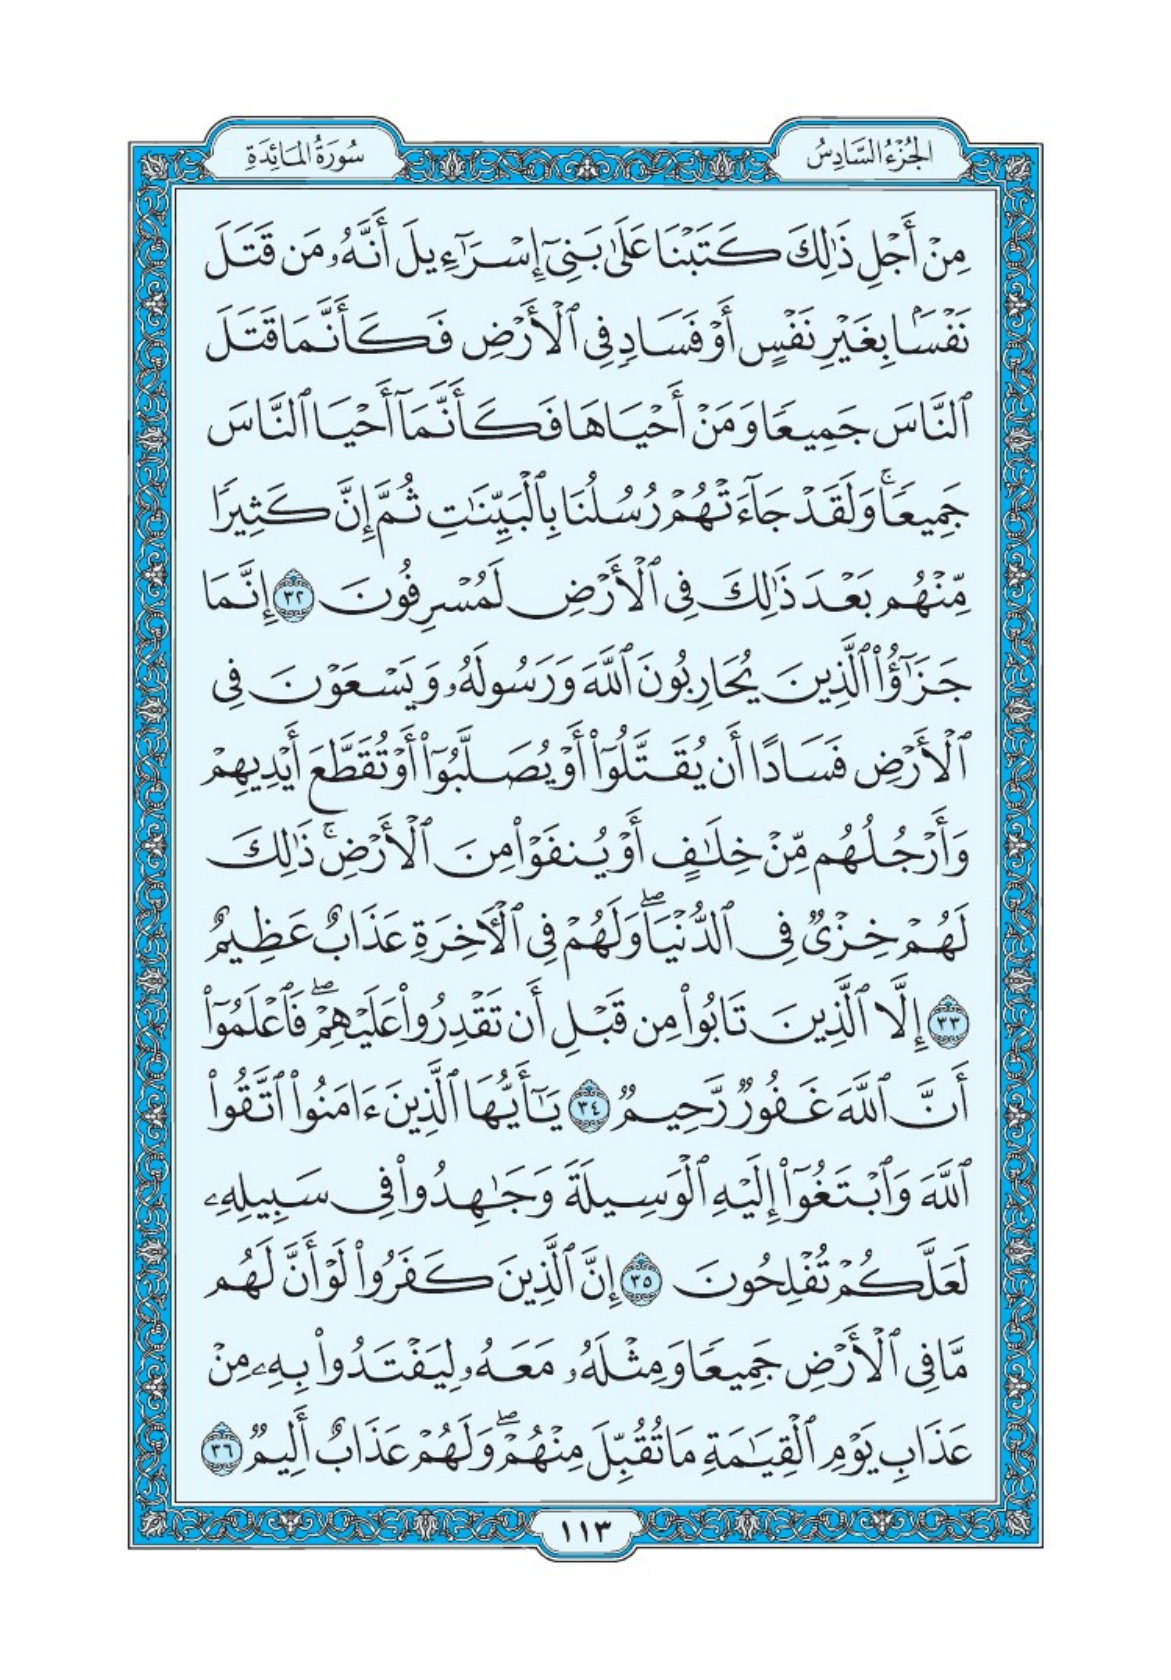 الجُزْءُ السَّادِسُ
سُورَةُ المَائِدَةِ
مِنْ أَجْلِ ذَٰلِكَ كَتَبْنَا عَلَىٰ بَنِىٓ إِسْرَٰٓءِيلَ أَنَّهُۥ مَن قَتَلَ
نَفْسًۢا بِغَيْرِ نَفْسٍ أَوْ فَسَادٍ فِى ٱلْأَرْضِ فَكَأَنَّمَا قَتَلَ
ٱلنَّاسَ جَمِيعًا وَمَنْ أَحْيَاهَا فَكَأَنَّمَآ أَحْيَا ٱلنَّاسَ
جَمِيعًاۚ وَلَقَدْ جَآءَتْهُمْ رُسُلُنَا بِٱلْبَيِّنَٰتِ ثُمَّ إِنَّ كَثِيرًا
مِّنْهُم بَعْدَ ذَٰلِكَ فِى ٱلْأَرْضِ لَمُسْرِفُونَ ٣٢ إِنَّمَا
جَزَٰٓؤُا۟ ٱلَّذِينَ يُحَارِبُونَ ٱللَّهَ وَرَسُولَهُۥ وَيَسْعَوْنَ فِى
ٱلْأَرْضِ فَسَادًا أَن يُقَتَّلُوٓا۟ أَوْ يُصَلَّبُوٓا۟ أَوْ تُقَطَّعَ أَيْدِيهِمْ
وَأَرْجُلُهُم مِّنْ خِلَٰفٍ أَوْ يُنفَوْا۟ مِنَ ٱلْأَرْضِۚ ذَٰلِكَ
لَهُمْ خِزْىٌ فِى ٱلدُّنْيَاۖ وَلَهُمْ فِى ٱلْءَاخِرَةِ عَذَابٌ عَظِيمٌ
٣٣ إِلَّا ٱلَّذِينَ تَابُوا۟ مِن قَبْلِ أَن تَقْدِرُوا۟ عَلَيْهِمْۖ فَٱعْلَمُوٓا۟
أَنَّ ٱللَّهَ غَفُورٌ رَّحِيمٌ ٣٤ يَٰٓأَيُّهَا ٱلَّذِينَ ءَامَنُوا۟ ٱتَّقُوا۟
ٱللَّهَ وَٱبْتَغُوٓا۟ إِلَيْهِ ٱلْوَسِيلَةَ وَجَٰهِدُوا۟ فِى سَبِيلِهِۦ
لَعَلَّكُمْ تُفْلِحُونَ ٣٥ إِنَّ ٱلَّذِينَ كَفَرُوا۟ لَوْ أَنَّ لَهُم
مَّا فِى ٱلْأَرْضِ جَمِيعًا وَمِثْلَهُۥ مَعَهُۥ لِيَفْتَدُوا۟ بِهِۦ مِنْ
عَذَابِ يَوْمِ ٱلْقِيَٰمَةِ مَا تُقُبِّلَ مِنْهُمْۖ وَلَهُمْ عَذَابٌ أَلِيمٌ ٣٦
١١٣